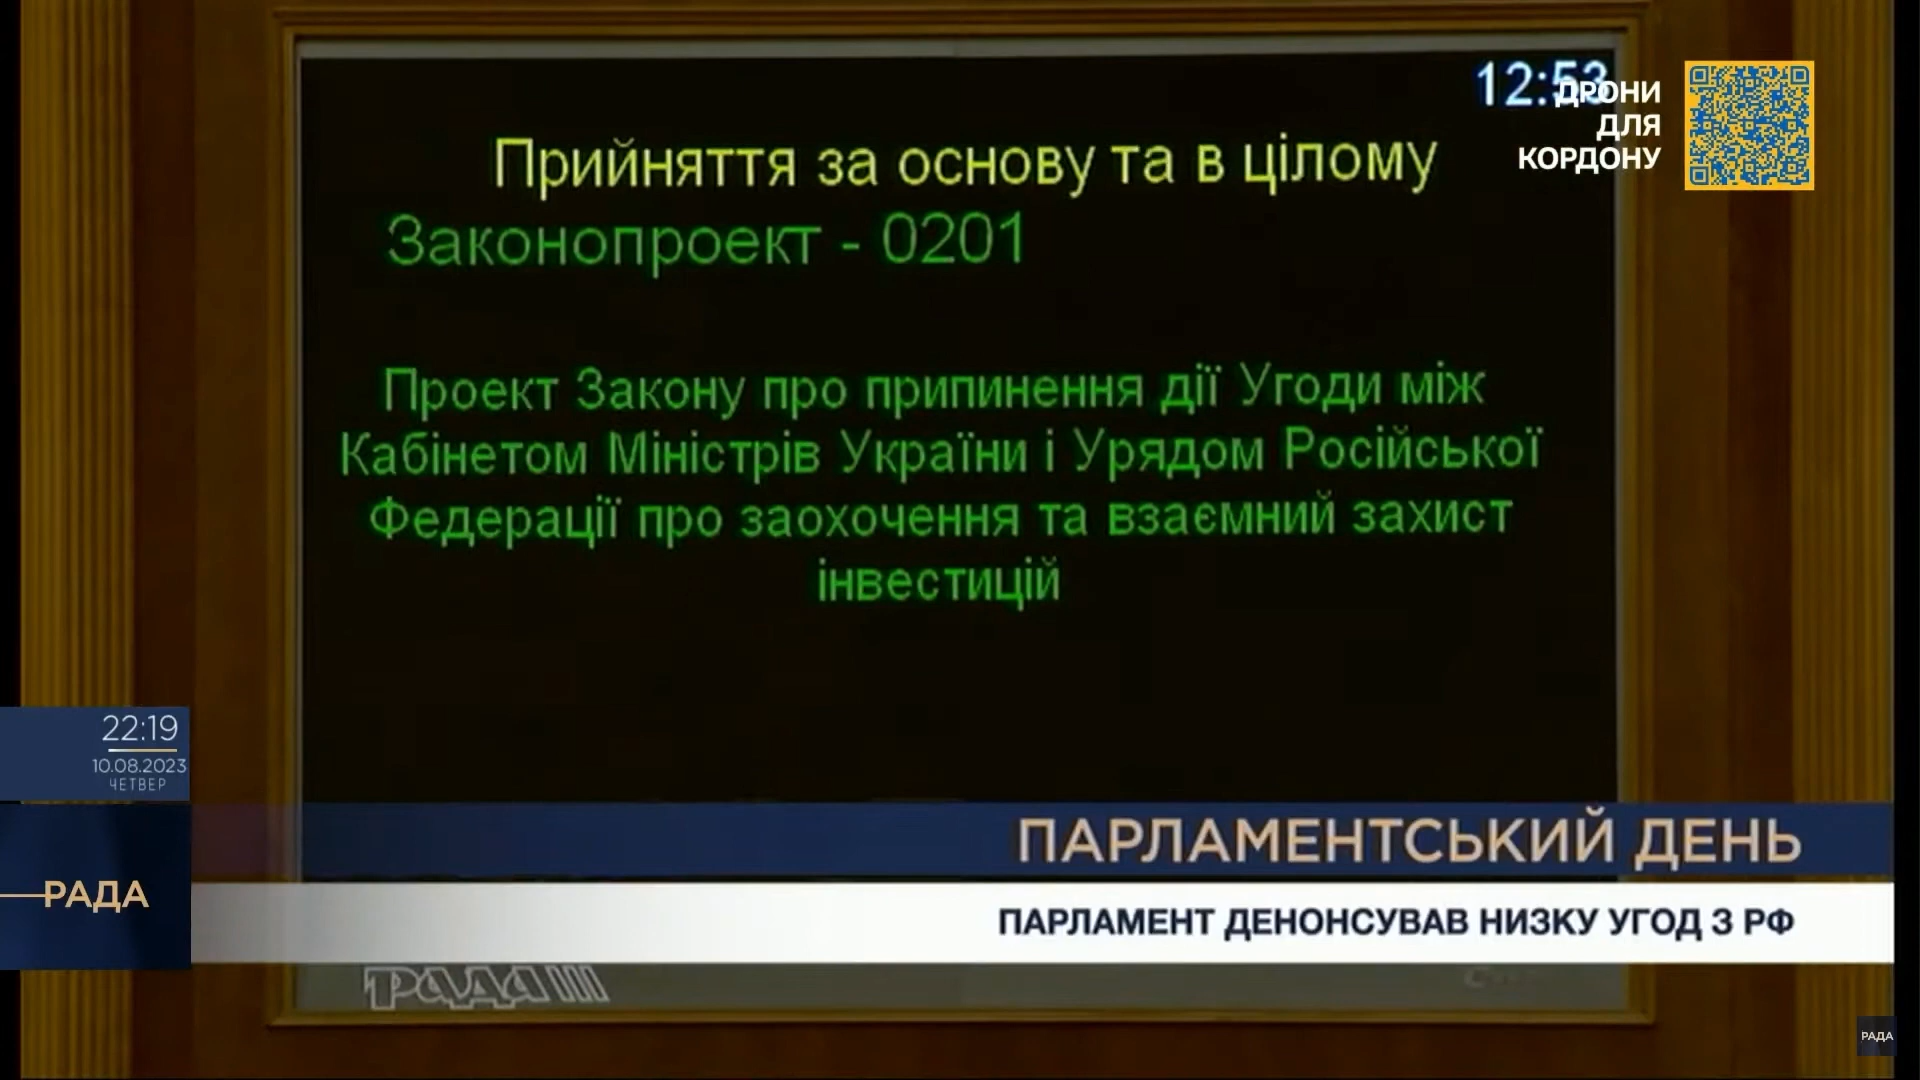 12:53
ДРОНИ
ДЛЯ
КОРДОНУ
Прийняття за основу та в цілому
Законопроект - 0201
Проект Закону про припинення дії Угоди між
Кабінетом Міністрів України і Урядом Російської
Федерації про заохочення та взаємний захист
інвестицій
22:19
10.08.2023
ЧЕТВЕР
РАДА
ПАРЛАМЕНТСЬКИЙ ДЕНЬ
ПАРЛАМЕНТ ДЕНОНСУВАВ НИЗКУ УГОД З РФ
РАДА
РАДА